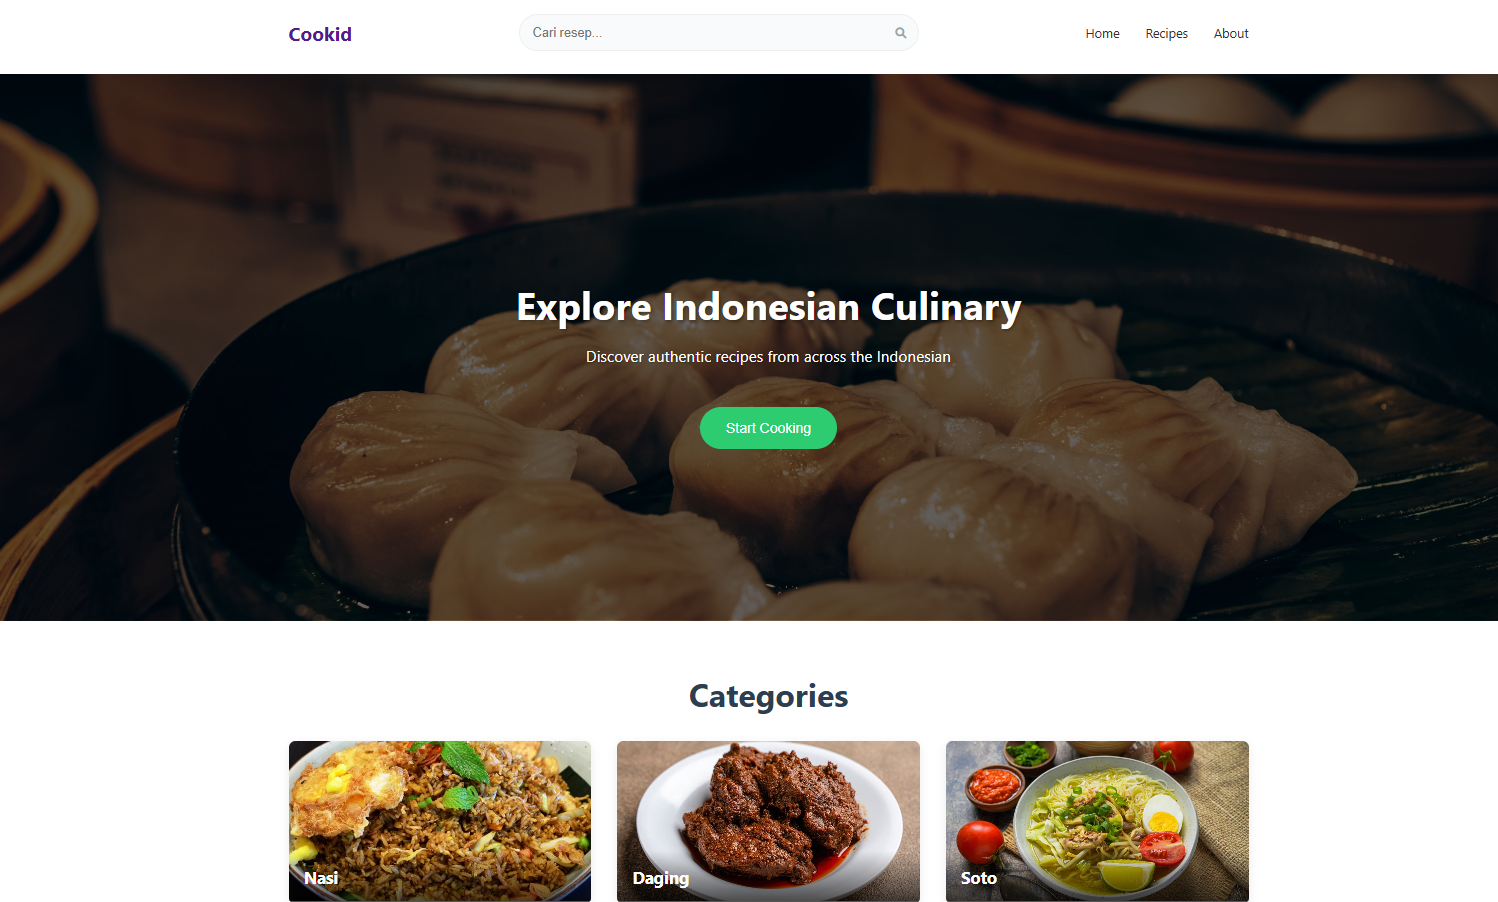 Cookid
Cari resep...
Home
Recipes
About
Explore Indonesian Culinary
Discover authentic recipes from across the Indonesian
Start Cooking
Categories
Nasi
Daging
Soto